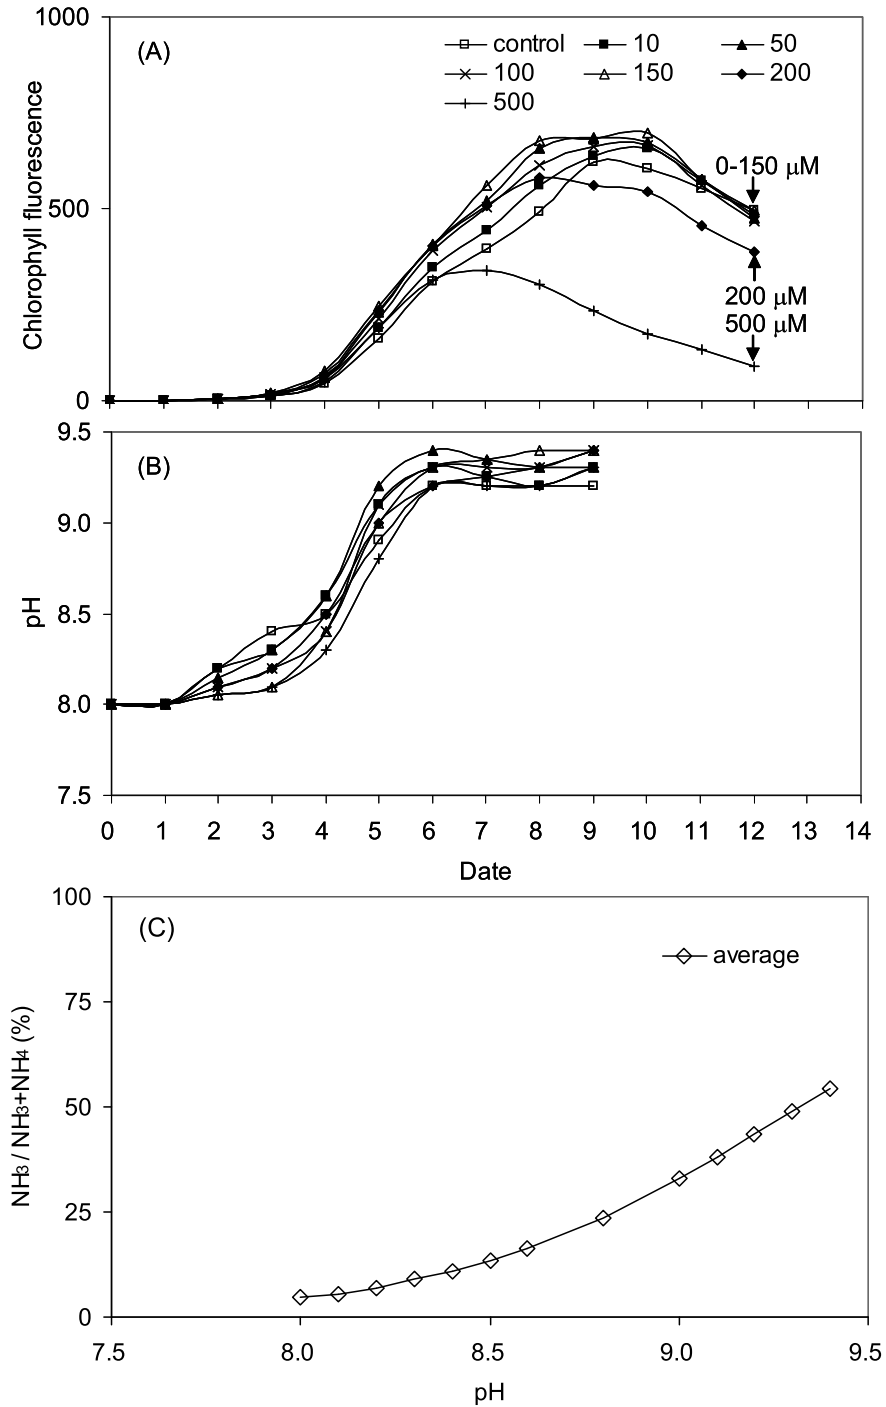 1000
(A)
control 10 50
100 150 200
500
Chlorophyll fluorescence
0-150 μM
500
200 μM
500 μM
0
9.5
(B)
9.0
pH
8.5
8.0
7.5
0 1 2 3 4 5 6 7 8 9 10 11 12 13 14
Date
100
(C)
average
75
NH3 / NH3+NH4 (%)
50
25
0
7.5 8.0 8.5 9.0 9.5
pH